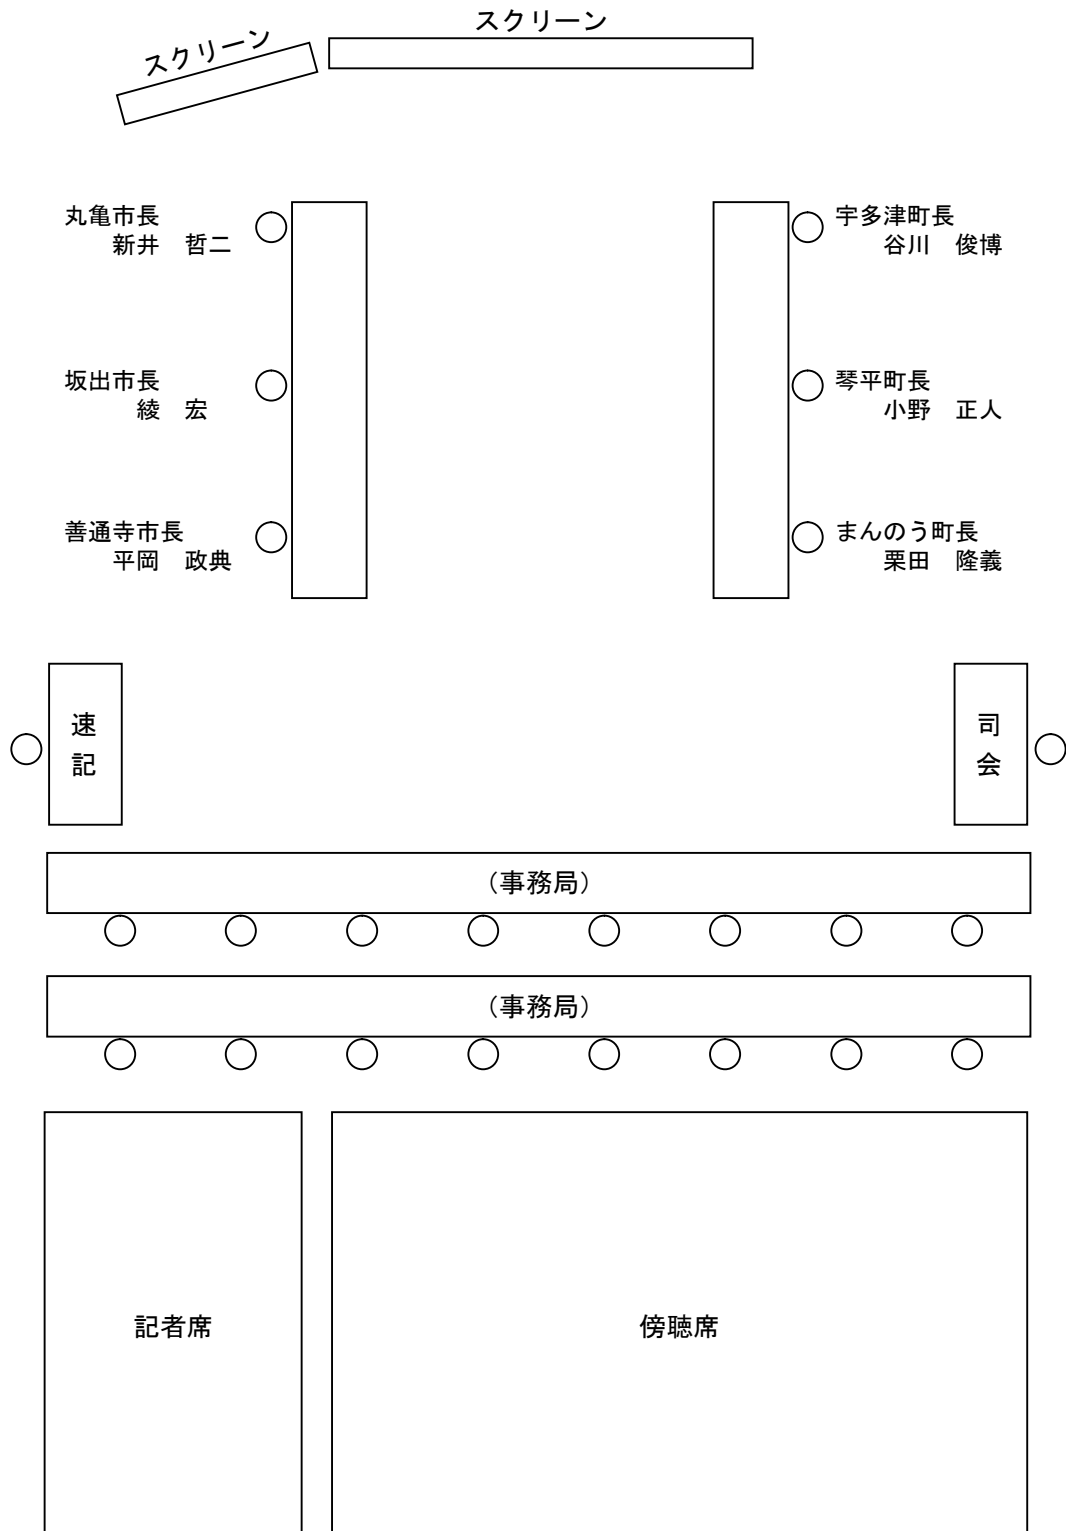 スクリーン
スクリーン
丸亀市長
新井　哲二
宇多津町長
谷川　俊博
坂出市長
綾　宏
琴平町長
小野　正人
善通寺市長
平岡　政典
まんのう町長
栗田　隆義
速記
司会
（事務局）
（事務局）
記者席
傍聴席